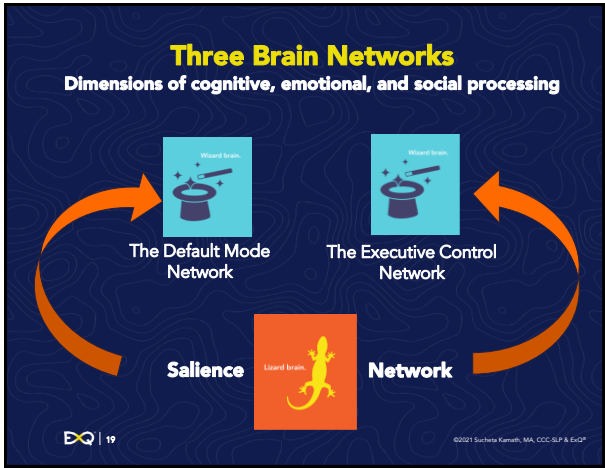 Three Brain Networks
Dimensions of cognitive, emotional, and social processing
Wizard brain.
Wizard brain.
The Default Mode
Network
The Executive Control
Network
Salience
Lizard brain.
Network
ExQ | 19
©2021 Sucheta Kamath, MA, CCC-SLP & ExQ®